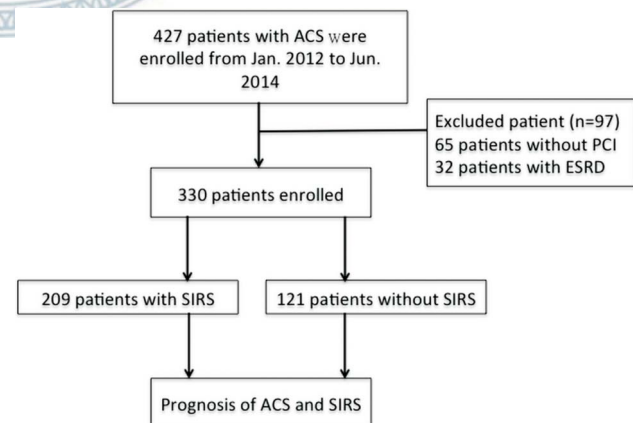 427 patients with ACS were
enrolled from Jan. 2012 to Jun.
2014
Excluded patient (n=97)
65 patients without PCI
32 patients with ESRD
330 patients enrolled
209 patients with SIRS
121 patients without SIRS
Prognosis of ACS and SIRS